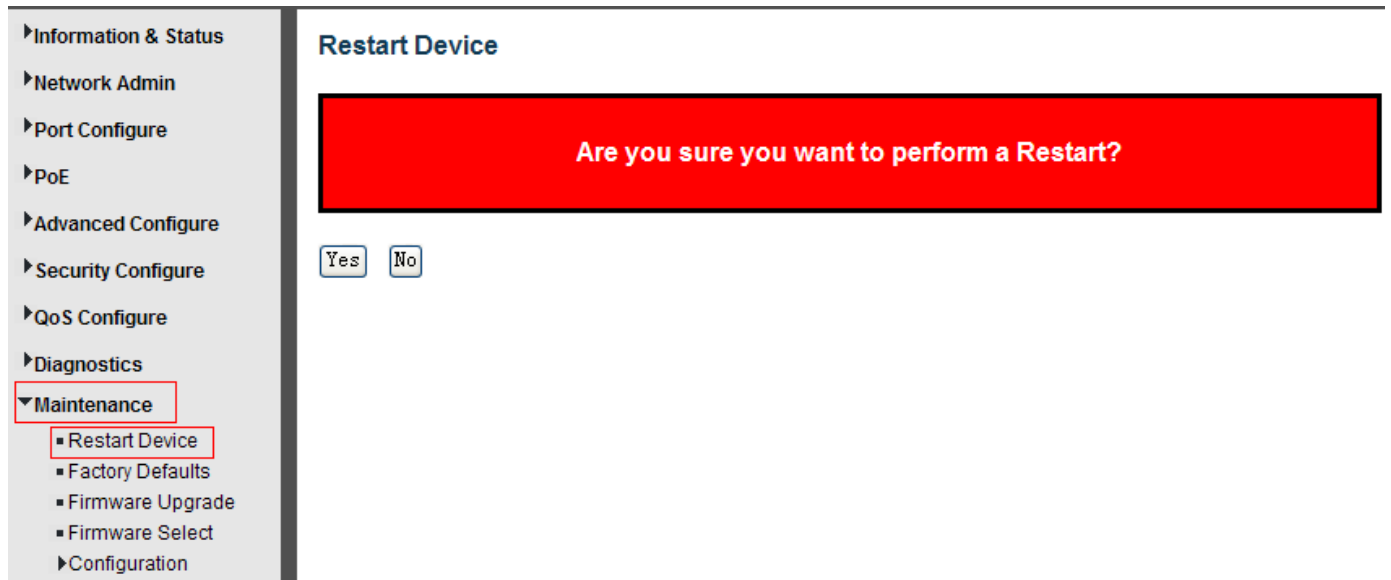 Information & Status
Network Admin
Port Configure
PoE
Advanced Configure
Security Configure
QoS Configure
Diagnostics
Maintenance
Restart Device
Factory Defaults
Firmware Upgrade
Firmware Select
Configuration
Restart Device
Are you sure you want to perform a Restart?
Yes No